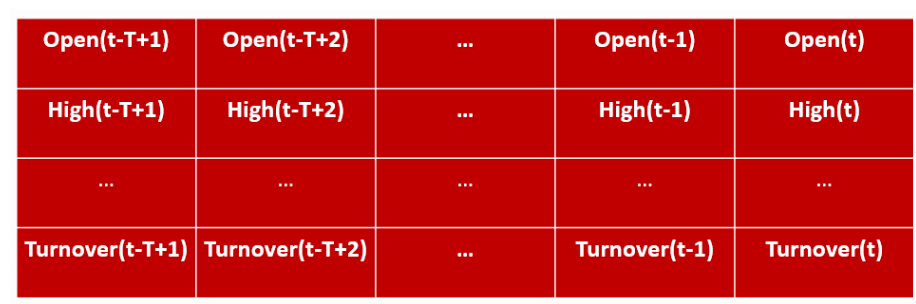 Open(t-T+1) Open(t-T+2) ... Open(t-1) Open(t)
High(t-T+1) High(t-T+2) ... High(t-1) High(t)
... ... ... ... ...
Turnover(t-T+1) Turnover(t-T+2) ... Turnover(t-1) Turnover(t)